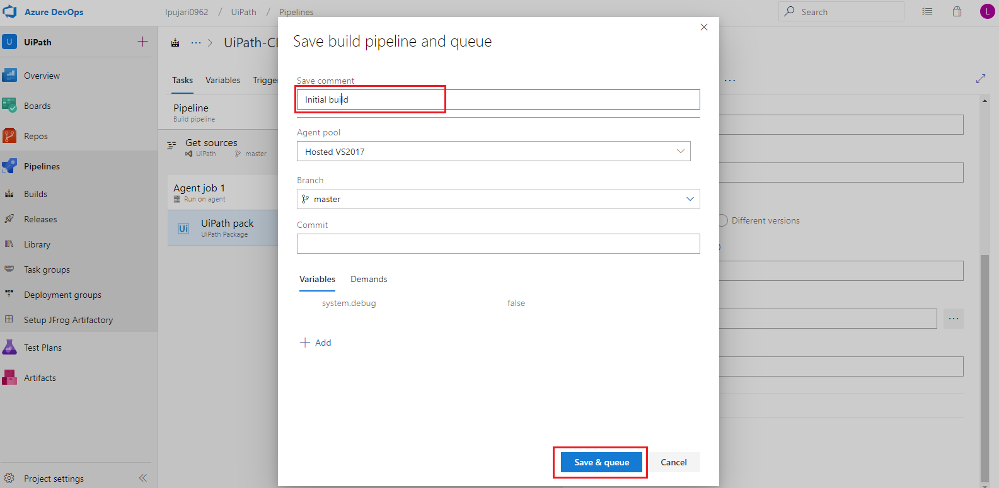 Azure DevOps
lpujari0962 / UiPath / Pipelines
Search
L
U
UiPath
Overview
Boards
Repos
Pipelines
Builds
Releases
Library
Task groups
Deployment groups
Setup JFrog Artifactory
Test Plans
Artifacts
Project settings
... > UiPath-CI
Tasks Variables Trigge
Pipeline
Build pipeline
Get sources
UiPath master
Agent job 1
Run on agent
Ui
UiPath pack
UiPath Package
Save build pipeline and queue
Save comment
Initial build
Agent pool
Hosted VS2017
Branch
master
Commit
Variables Demands
system.debug false
+ Add
Save & queue Cancel
...
Different versions
...